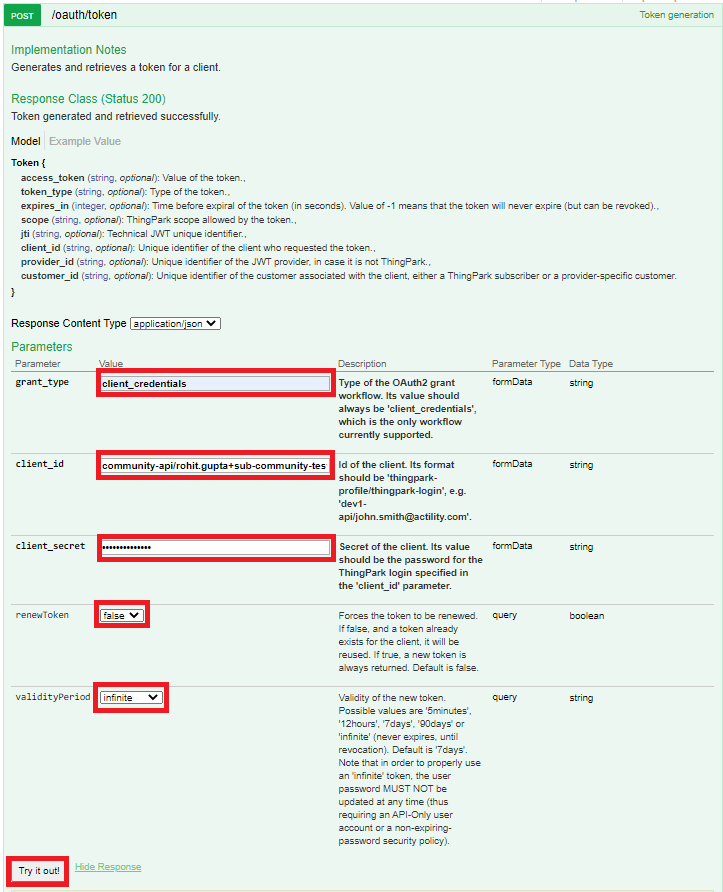 POST /oauth/token Token generation
Implementation Notes
Generates and retrieves a token for a client.
Response Class (Status 200)
Token generated and retrieved successfully.
Model Example Value
Token {
access_token (string, optional): Value of the token.,
token_type (string, optional): Type of the token.,
expires_in (integer, optional): Time before expiral of the token (in seconds). Value of -1 means that the token will never expire (but can be revoked).,
scope (string, optional): ThingPark scope allowed by the token.,
jti (string, optional): Technical JWT unique identifier.,
client_id (string, optional): Unique identifier of the client who requested the token.,
provider_id (string, optional): Unique identifier of the JWT provider, in case it is not ThingPark.,
customer_id (string, optional): Unique identifier of the customer associated with the client, either a ThingPark subscriber or a provider-specific customer.
}
Response Content Type application/json
Parameters
Parameter Value Description Parameter Type Data Type
grant_type client_credentials Type of the OAuth2 grant formData string
workflow. Its value should
always be 'client_credentials',
which is the only workflow
currently supported.
client_id community-api/rohit.gupta+sub-community-tes Id of the client. Its format formData string
should be 'thingpark-
profile/thingpark-login', e.g.
'dev1-
api/john.smith@actility.com'.
client_secret •••••••••••••• Secret of the client. Its value formData string
should be the password for the
ThingPark login specified in
the 'client_id' parameter.
renewToken false Forces the token to be renewed. query boolean
If false, and a token already
exists for the client, it will be
reused. If true, a new token is
always returned. Default is false.
validityPeriod infinite Validity of the new token. query string
Possible values are '5minutes',
'12hours', '7days', '90days' or
'infinite' (never expires, until
revocation). Default is '7days'.
Note that in order to properly use
an 'infinite' token, the user
password MUST NOT be
updated at any time (thus
requiring an API-Only user
account or a non-expiring-
password security policy).
Try it out! Hide Response